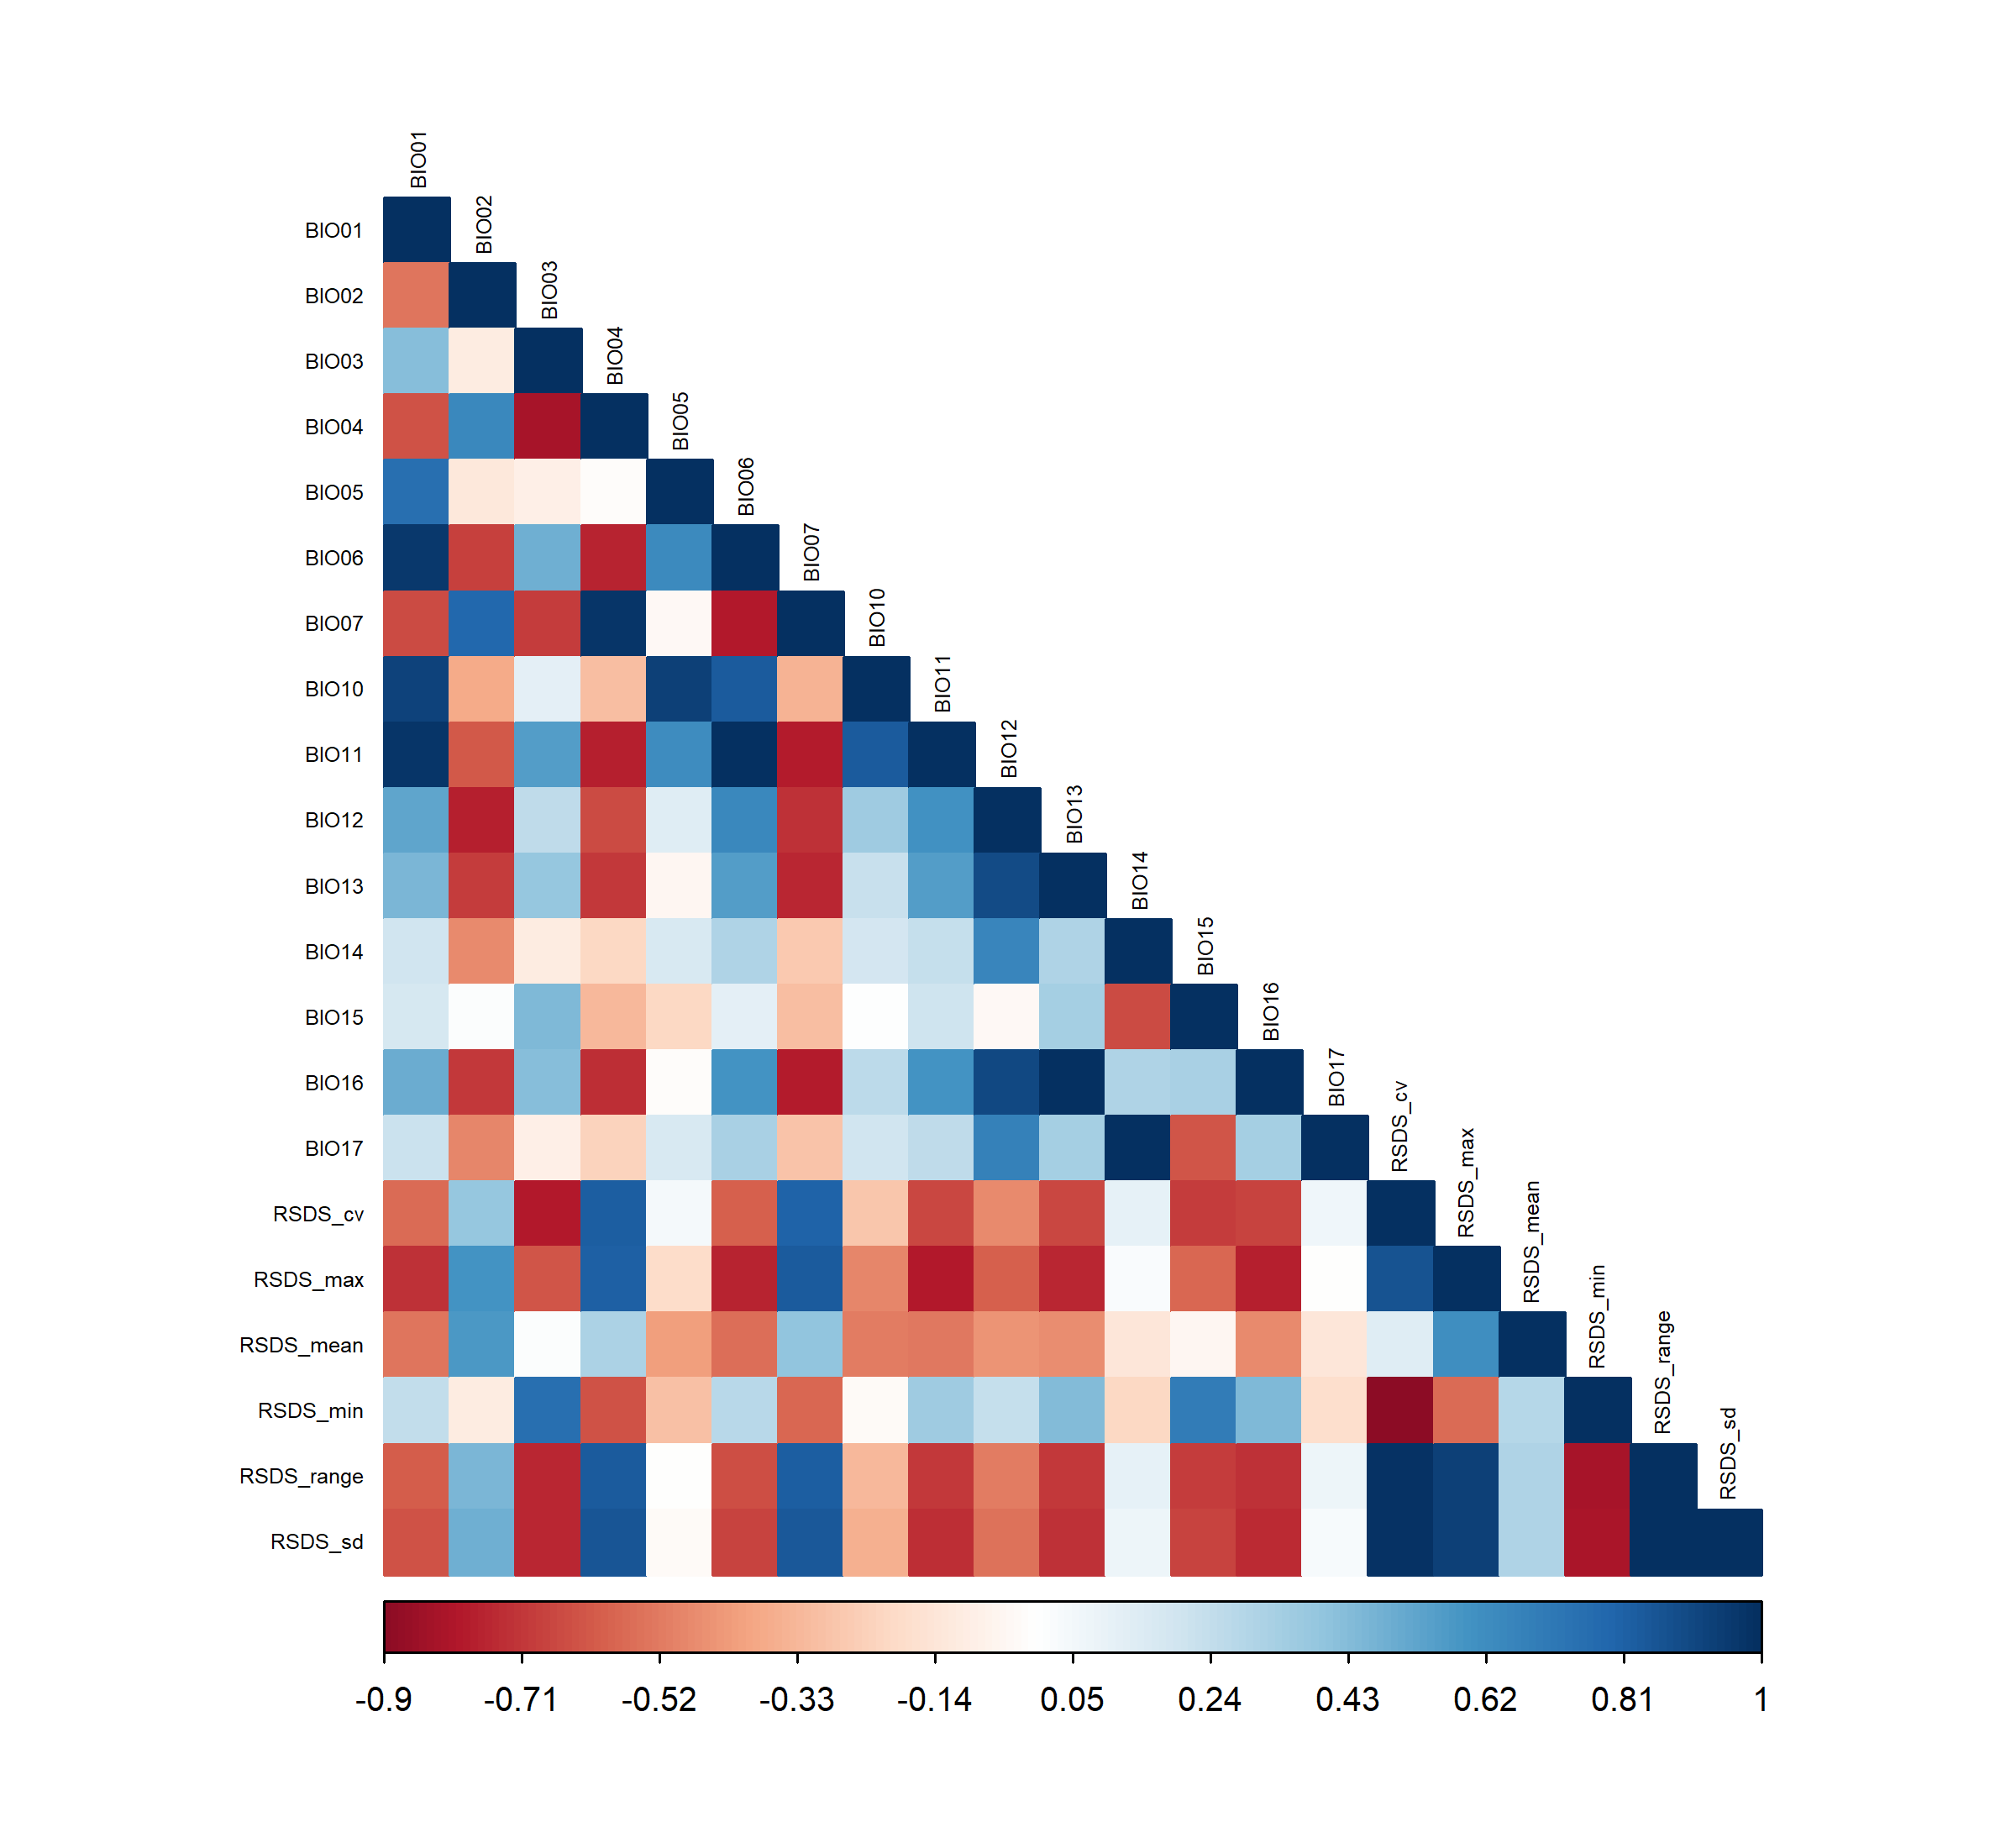 BIO01
BIO01
BIO02
BIO02
BIO03
BIO03
BIO04
BIO04
BIO05
BIO05
BIO06
BIO06
BIO07
BIO07
BIO10
BIO10
BIO11
BIO11
BIO12
BIO12
BIO13
BIO13
BIO14
BIO14
BIO15
BIO15
BIO16
BIO16
BIO17
BIO17
RSDS_cv
RSDS_cv
RSDS_max
RSDS_max
RSDS_mean
RSDS_mean
RSDS_min
RSDS_min
RSDS_range
RSDS_range
RSDS_sd
RSDS_sd
-0.9 -0.71 -0.52 -0.33 -0.14 0.05 0.24 0.43 0.62 0.81 1